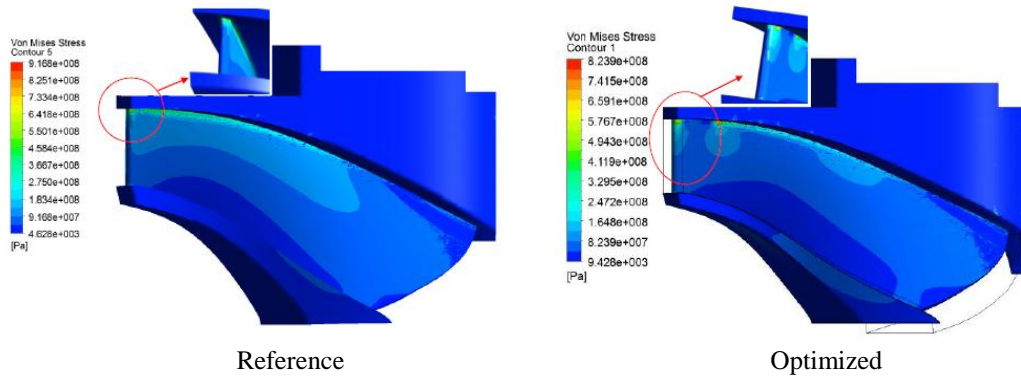 Von Mises Stress
Contour 5
9.168e+008
8.251e+008
7.334e+008
6.418e+008
5.501e+008
4.584e+008
3.667e+008
2.750e+008
1.834e+008
9.168e+007
4.628e+003
[Pa]
Reference
Von Mises Stress
Contour 1
8.239e+008
7.415e+008
6.591e+008
5.767e+008
4.943e+008
4.119e+008
3.295e+008
2.472e+008
1.648e+008
8.239e+007
9.428e+003
[Pa]
Optimized